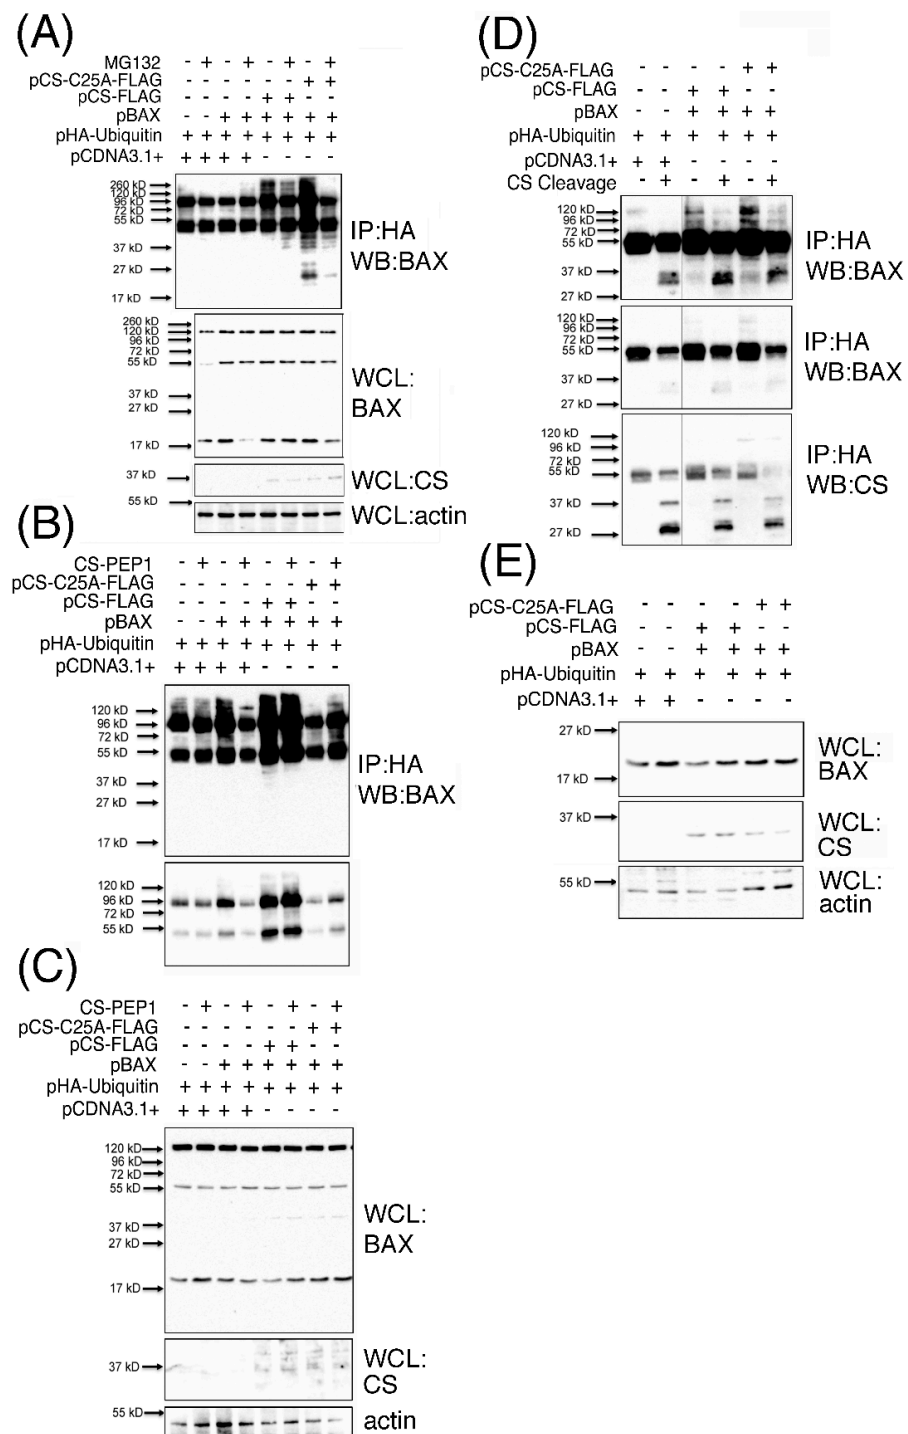 (A)
MG132 - + - + - + - +
pCS-C25A-FLAG - - - - - - + +
pCS-FLAG - - - - + + - -
pBAX - - + + + + + +
pHA-Ubiquitin + + + + + + + +
pCDNA3.1+ + + + + - - - -
260 kD
120 kD
96 kD
72 kD
55 kD
37 kD
27 kD
17 kD
IP:HA
WB:BAX
260 kD
120 kD
96 kD
72 kD
55 kD
37 kD
27 kD
17 kD
WCL:
BAX
37 kD
WCL:CS
55 kD
WCL:actin
(B)
CS-PEP1 - + - + - + - +
pCS-C25A-FLAG - - - - - - + +
pCS-FLAG - - - - + + - -
pBAX - - + + + + + +
pHA-Ubiquitin + + + + + + + +
pCDNA3.1+ + + + + - - - -
120 kD
96 kD
72 kD
55 kD
37 kD
27 kD
17 kD
IP:HA
WB:BAX
120 kD
96 kD
72 kD
55 kD
(C)
CS-PEP1 - + - + - + - +
pCS-C25A-FLAG - - - - - - + +
pCS-FLAG - - - - + + - -
pBAX - - + + + + + +
pHA-Ubiquitin + + + + + + + +
pCDNA3.1+ + + + + - - - -
120 kD
96 kD
72 kD
55 kD
37 kD
27 kD
17 kD
WCL:
BAX
37 kD
WCL:
CS
55 kD
actin
(D)
pCS-C25A-FLAG - - - - + +
pCS-FLAG - - + + - -
pBAX - - + + + +
pHA-Ubiquitin + + + + + +
pCDNA3.1+ + + - - - -
CS Cleavage - + - + - +
120 kD
96 kD
72 kD
55 kD
37 kD
27 kD
IP:HA
WB:BAX
120 kD
96 kD
72 kD
55 kD
37 kD
27 kD
IP:HA
WB:BAX
120 kD
96 kD
72 kD
55 kD
37 kD
27 kD
IP:HA
WB:CS
(E)
pCS-C25A-FLAG - - - - + +
pCS-FLAG - - + + - -
pBAX - - + + + +
pHA-Ubiquitin + + + + + +
pCDNA3.1+ + + - - - -
27 kD
17 kD
WCL:
BAX
37 kD
WCL:
CS
55 kD
WCL:
actin